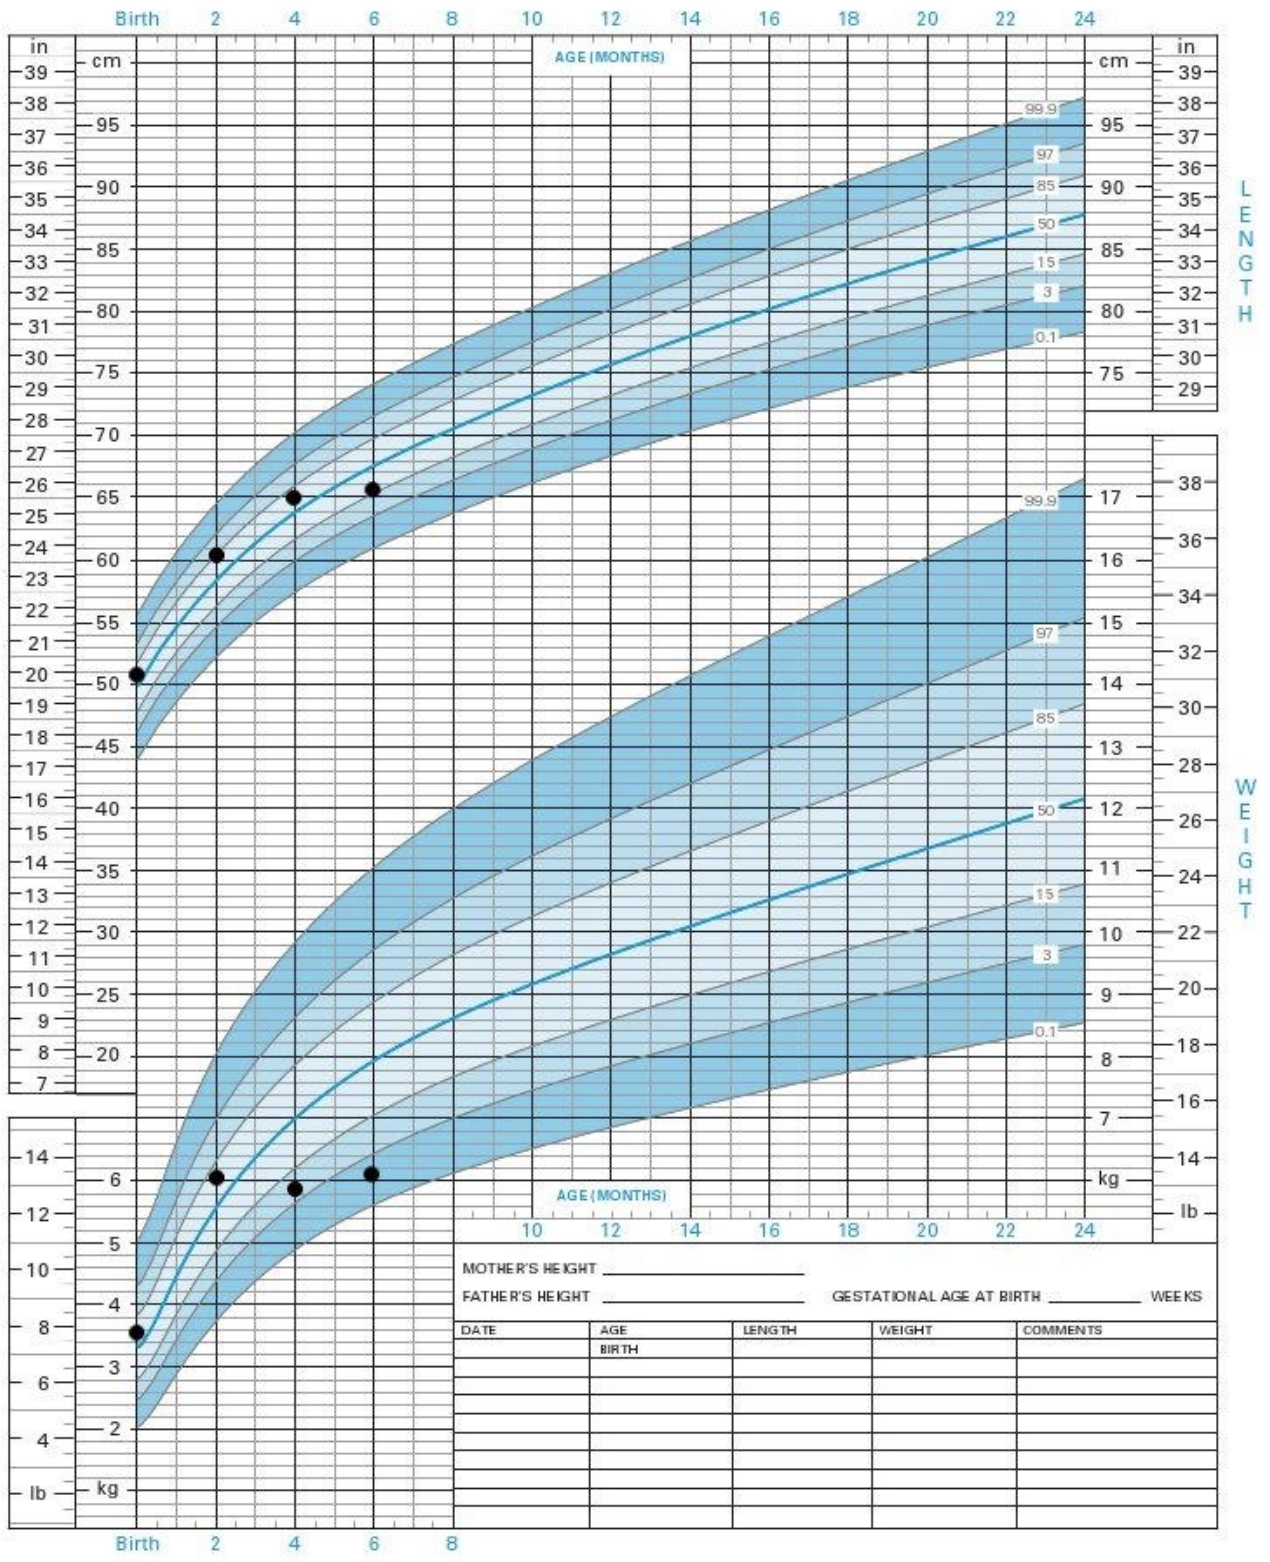 Birth 2 4 6 8 10 12 14 16 18 20 22 24
AGE (MONTHS)
in cm cm in
39 39
38 38
99.9
37 95 95 37
97
36 36
85
35 90 90 35
50
34 34
33 85 85 33
15
32 32
3
31 80 80 31
0.1
30 30
29 75 75 29
LENGTH
28
27 70
26 38
25 65 99.9 17
24 36
23 60 16
22 34
21 55 15
97
20 32
19 50 14
85
18 30
17 45 13
28
16 40 50 12
15 26
14 35 11
24
13 15
12 30 10 22
11 3
10 25 9 20
9 0.1
8 20 8 18
7
7 16
WEIGHT
14 14
6 AGE (MONTHS) kg
12 lb
5 10 12 14 16 18 20 22 24
10 MOTHER'S HEIGHT
4 FATHER'S HEIGHT GESTATIONAL AGE AT BIRTH WEEKS
8 DATE AGE LENGTH WEIGHT COMMENTS
BIRTH
3
6
2
4
lb kg
Birth 2 4 6 8